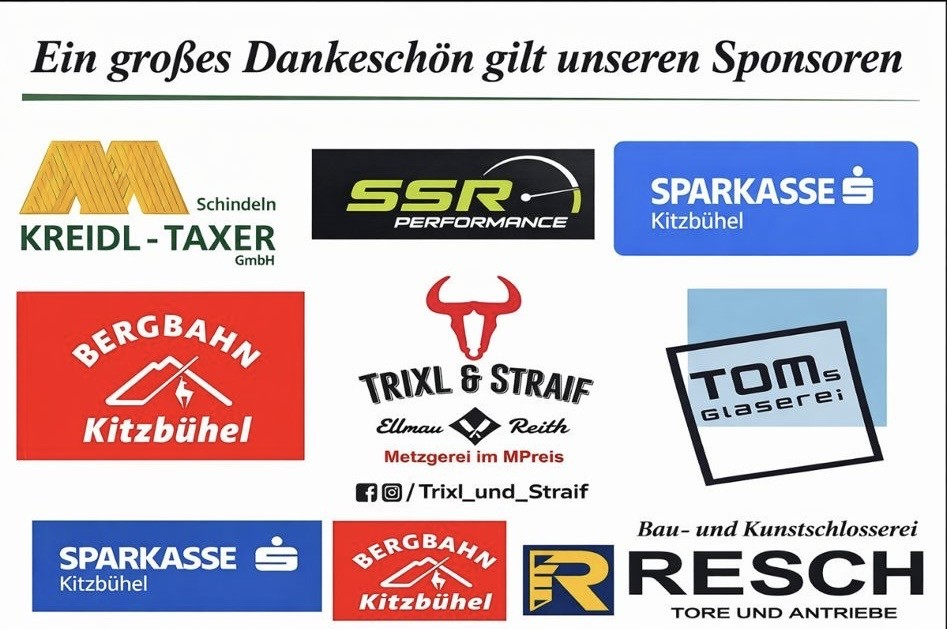 Ein großes Dankeschön gilt unseren Sponsoren
Schindeln
KREIDL - TAXER
GmbH
SSR
PERFORMANCE
SPARKASSE S
Kitzbühel
BERGBAHN
Kitzbühel
TRIXL & STRAIF
Ellmau Reith
Metzgerei im MPreis
/Trixl_und_Straif
TOMs
Glaserei
SPARKASSE S
Kitzbühel
BERGBAHN
Kitzbühel
Bau- und Kunstschlosserei
R RESCH
TORE UND ANTRIEBE